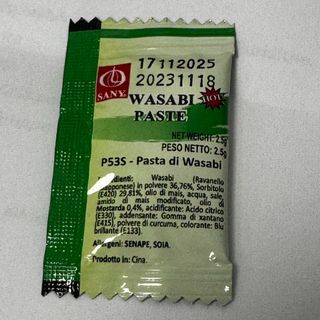 17112025
20231118
SANY
WASABI HOT
PASTE
NET WEIGHT: 2.5g
PESO NETTO: 2.5g
P53S - Pasta di Wasabi
Ingredienti: Wasabi (Ravanello
giapponese) in polvere 36,76%, Sorbitolo
(E420) 29,81%, olio di mais, acqua, sale,
amido di mais modificato, olio di
Mostarda 0,4%, acidificante: Acido citrico
(E330), addensante: Gomma di xantano
(E415), polvere di curcuma, colorante: Blu
brillante (E133).
Allergeni: SENAPE, SOIA.
Prodotto in: Cina.